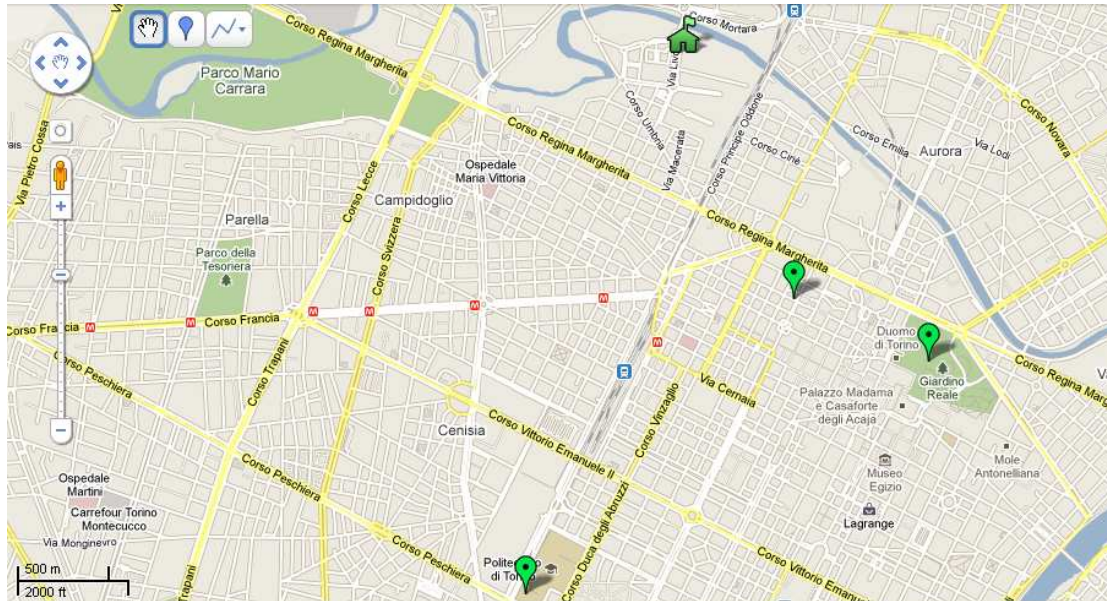 Corso Mortara
Corso Regina Margherita
Parco Mario
Carrara
Via Livo
Corso Novara
Via Pietro Cossa
ais
Corso Umbria
Corso Principe Oddone
Corso Regina Margherita
Corso Emilia
Via Lodi
Aurora
Corso Ciriè
Via Macerata
Ospedale
Maria Vittoria
Corso Lecce
Campidoglio
Parella
Corso Svizzera
Corso Regina Margherita
Parco della
Tesoriera
M
M
M
M
M
Corso Francia
Corso Francia
M
Duomo
di Torino
Giardino
Reale
Corso Regina Margh
Corso Peschiera
Corso Trapani
Via Cernaia
Palazzo Madama
e Casaforte
degli Acaja
Corso Vinzaglio
Cenisia
Corso Vittorio Emanuele II
Mole
Antonelliana
Museo
Egizio
Ospedale
Martini
Corso Peschiera
Carrefour Torino
Montecucco
Lagrange
Via Monginevro
Corso Duca degli Abruzzi
Corso Peschiera
Corso Vittorio Emanuele II
Trapani
500 m
2000 ft